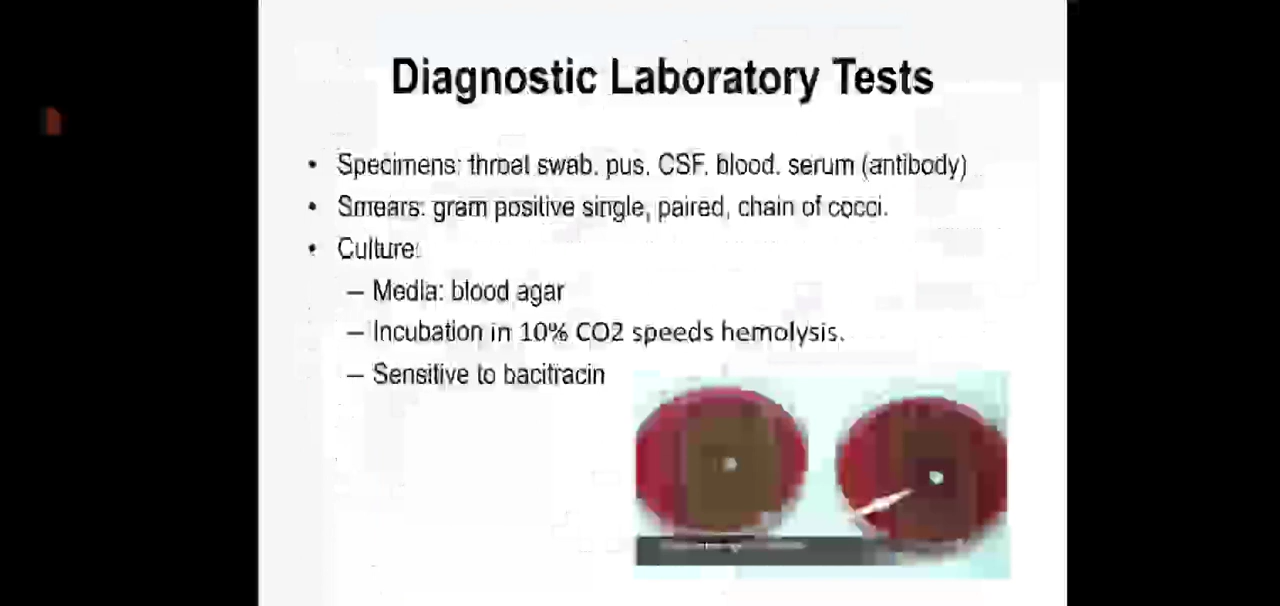 Diagnostic Laboratory Tests
• Specimens: throat swab, pus, CSF, blood, serum (antibody)
• Smears: gram positive single, paired, chain of cocci.
• Culture:
– Media: blood agar
– Incubation in 10% CO2 speeds hemolysis.
– Sensitive to bacitracin